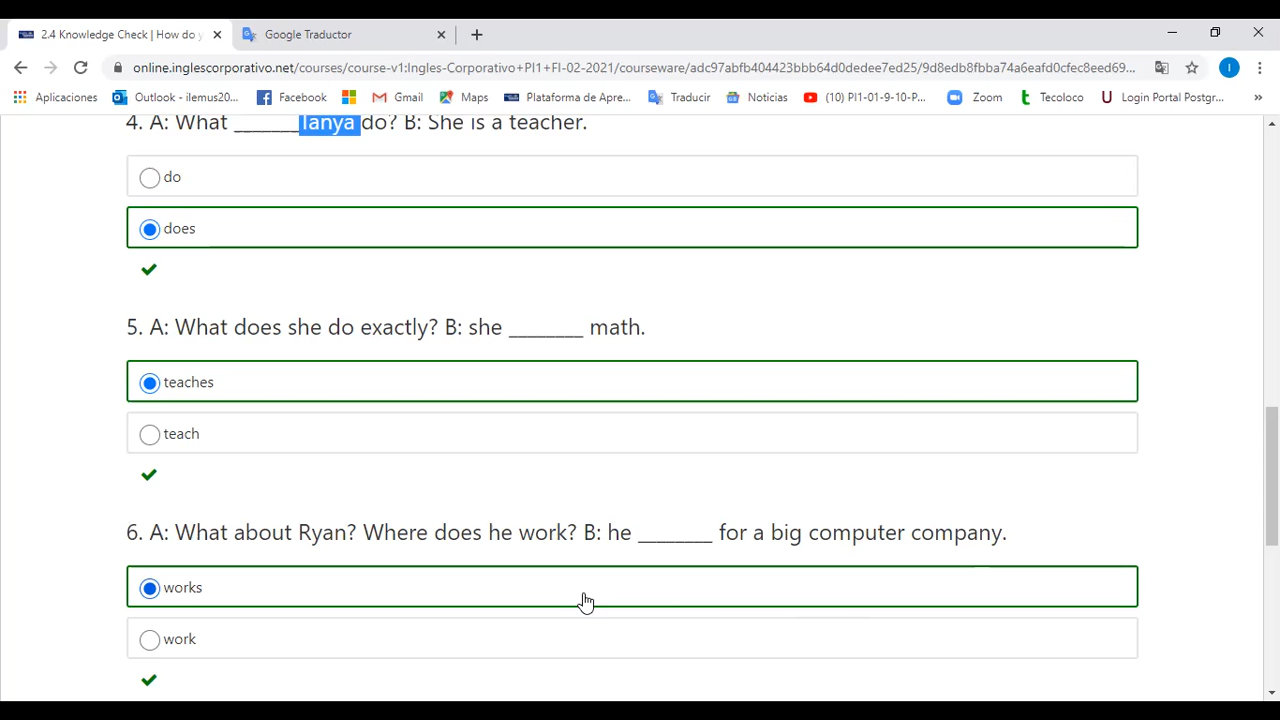 2.4 Knowledge Check | How do y
Google Traductor
online.inglescorporativo.net/courses/course-v1:Ingles-Corporativo+PI1+FI-02-2021/courseware/adc97abfb404423bbb64d0dedee7ed25/9d8edb8fbba74a6eafd0cfec8eed69...
I
Aplicaciones
Outlook - ilemus20...
Facebook
Gmail
Maps
Plataforma de Apre...
Traducir
Noticias
(10) PI1-01-9-10-P...
Zoom
Tecoloco
Login Portal Postgr...
»
4. A: What _______Tanya do? B: She is a teacher.
do
does
5. A: What does she do exactly? B: she ________ math.
teaches
teach
6. A: What about Ryan? Where does he work? B: he ________ for a big computer company.
works
work